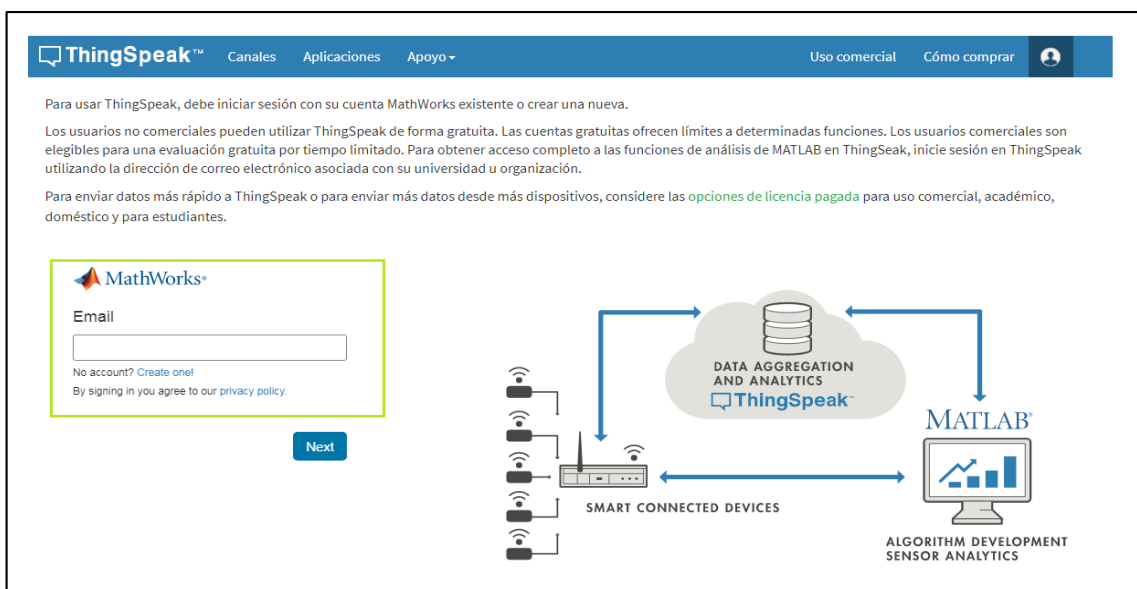 ThingSpeak™ Canales Aplicaciones Apoyo Uso comercial Cómo comprar
Para usar ThingSpeak, debe iniciar sesión con su cuenta MathWorks existente o crear una nueva.
Los usuarios no comerciales pueden utilizar ThingSpeak de forma gratuita. Las cuentas gratuitas ofrecen límites a determinadas funciones. Los usuarios comerciales son
elegibles para una evaluación gratuita por tiempo limitado. Para obtener acceso completo a las funciones de análisis de MATLAB en ThingSeak, inicie sesión en ThingSpeak
utilizando la dirección de correo electrónico asociada con su universidad u organización.
Para enviar datos más rápido a ThingSpeak o para enviar más datos desde más dispositivos, considere las opciones de licencia pagada para uso comercial, académico,
doméstico y para estudiantes.
MathWorks®
Email
No account? Create one!
By signing in you agree to our privacy policy.
Next
DATA AGGREGATION
AND ANALYTICS
ThingSpeak™
SMART CONNECTED DEVICES
MATLAB®
ALGORITHM DEVELOPMENT
SENSOR ANALYTICS